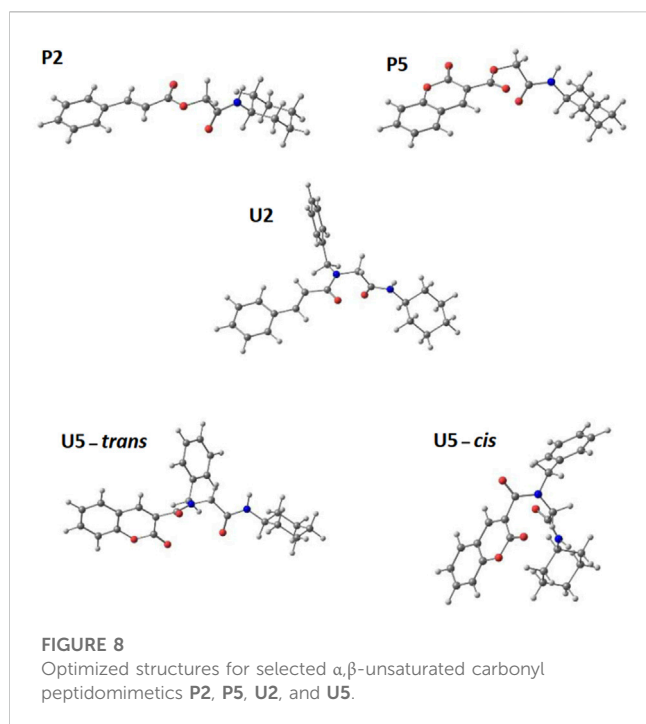 P2
P5
U2
U5 – trans
U5 – cis
FIGURE 8
Optimized structures for selected α,β-unsaturated carbonyl
peptidomimetics P2, P5, U2, and U5.